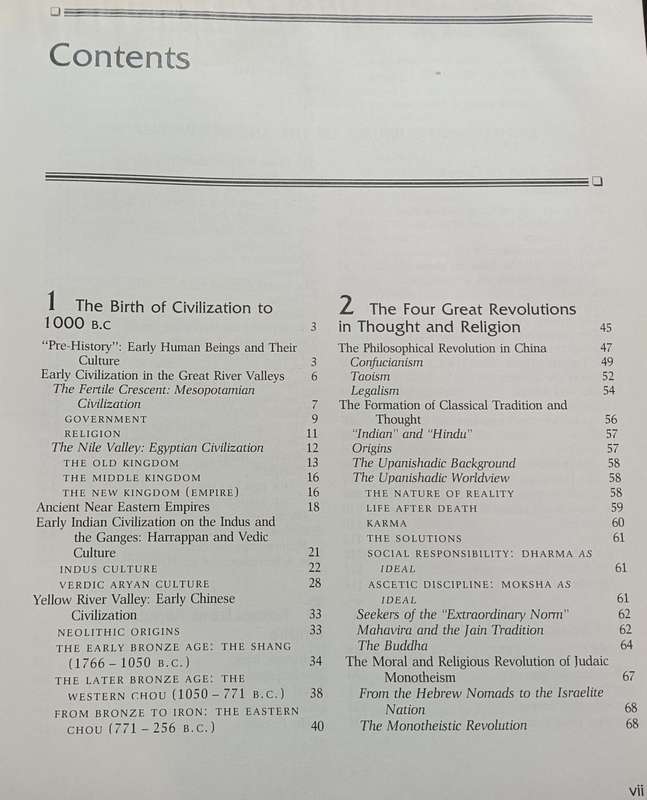 Contents
1 The Birth of Civilization to
1000 B.C 3
"Pre-History": Early Human Beings and Their
Culture 3
Early Civilization in the Great River Valleys 6
The Fertile Crescent: Mesopotamian
Civilization 7
GOVERNMENT 9
RELIGION 11
The Nile Valley: Egyptian Civilization 12
THE OLD KINGDOM 13
THE MIDDLE KINGDOM 16
THE NEW KINGDOM (EMPIRE) 16
Ancient Near Eastern Empires 18
Early Indian Civilization on the Indus and
the Ganges: Harrappan and Vedic
Culture 21
INDUS CULTURE 22
VERDIC ARYAN CULTURE 28
Yellow River Valley: Early Chinese
Civilization 33
NEOLITHIC ORIGINS 33
THE EARLY BRONZE AGE: THE SHANG
(1766 – 1050 B.C.) 34
THE LATER BRONZE AGE: THE
WESTERN CHOU (1050 – 771 B.C.) 38
FROM BRONZE TO IRON: THE EASTERN
CHOU (771 – 256 B.C.) 40
2 The Four Great Revolutions
in Thought and Religion 45
The Philosophical Revolution in China 47
Confucianism 49
Taoism 52
Legalism 54
The Formation of Classical Tradition and
Thought 56
"Indian" and "Hindu" 57
Origins 57
The Upanishadic Background 58
The Upanishadic Worldview 58
THE NATURE OF REALITY 58
LIFE AFTER DEATH 59
KARMA 60
THE SOLUTIONS 61
SOCIAL RESPONSIBILITY: DHARMA AS
IDEAL 61
ASCETIC DISCIPLINE: MOKSHA AS
IDEAL 61
Seekers of the "Extraordinary Norm" 62
Mahavira and the Jain Tradition 62
The Buddha 64
The Moral and Religious Revolution of Judaic
Monotheism 67
From the Hebrew Nomads to the Israelite
Nation 68
The Monotheistic Revolution 68
vii